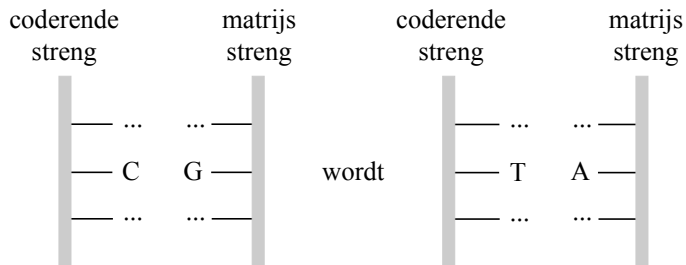 coderende streng
matrijs streng
coderende streng
matrijs streng
... ... ... ...
C G wordt T A
... ... ... ...